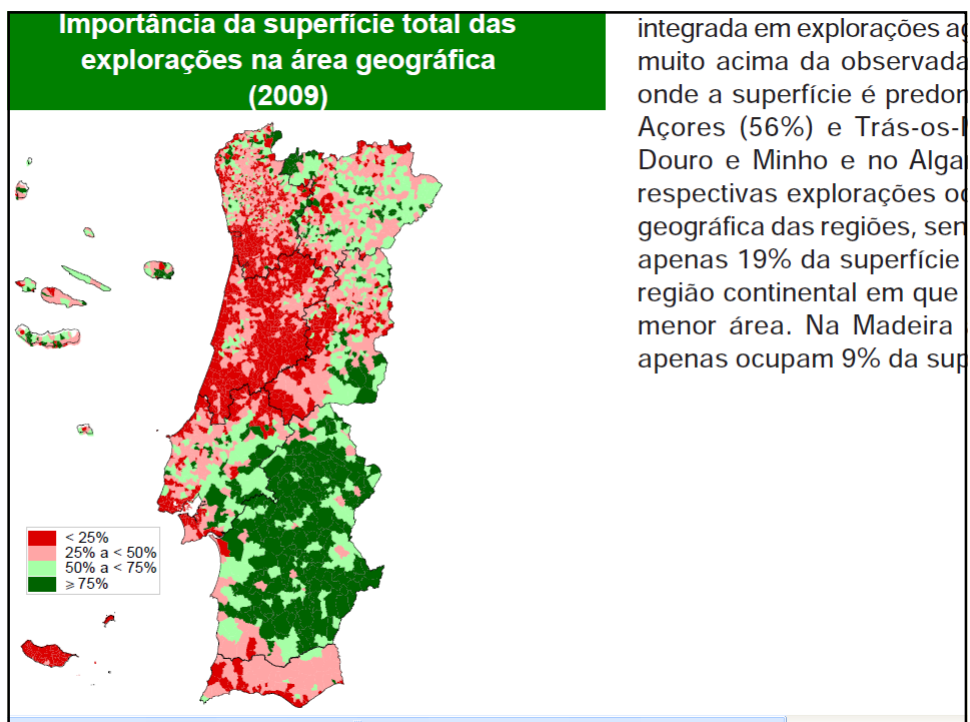 Importância da superfície total das
explorações na área geográfica
(2009)
< 25%
25% a < 50%
50% a < 75%
⩾ 75%
integrada em explorações
muito acima da observada
onde a superfície é
Açores (56%) e
Douro e Minho e no
respectivas explorações
geográfica das regiões,
apenas 19% da superfície
região continental em que
menor área. Na Madeira
apenas ocupam 9% da